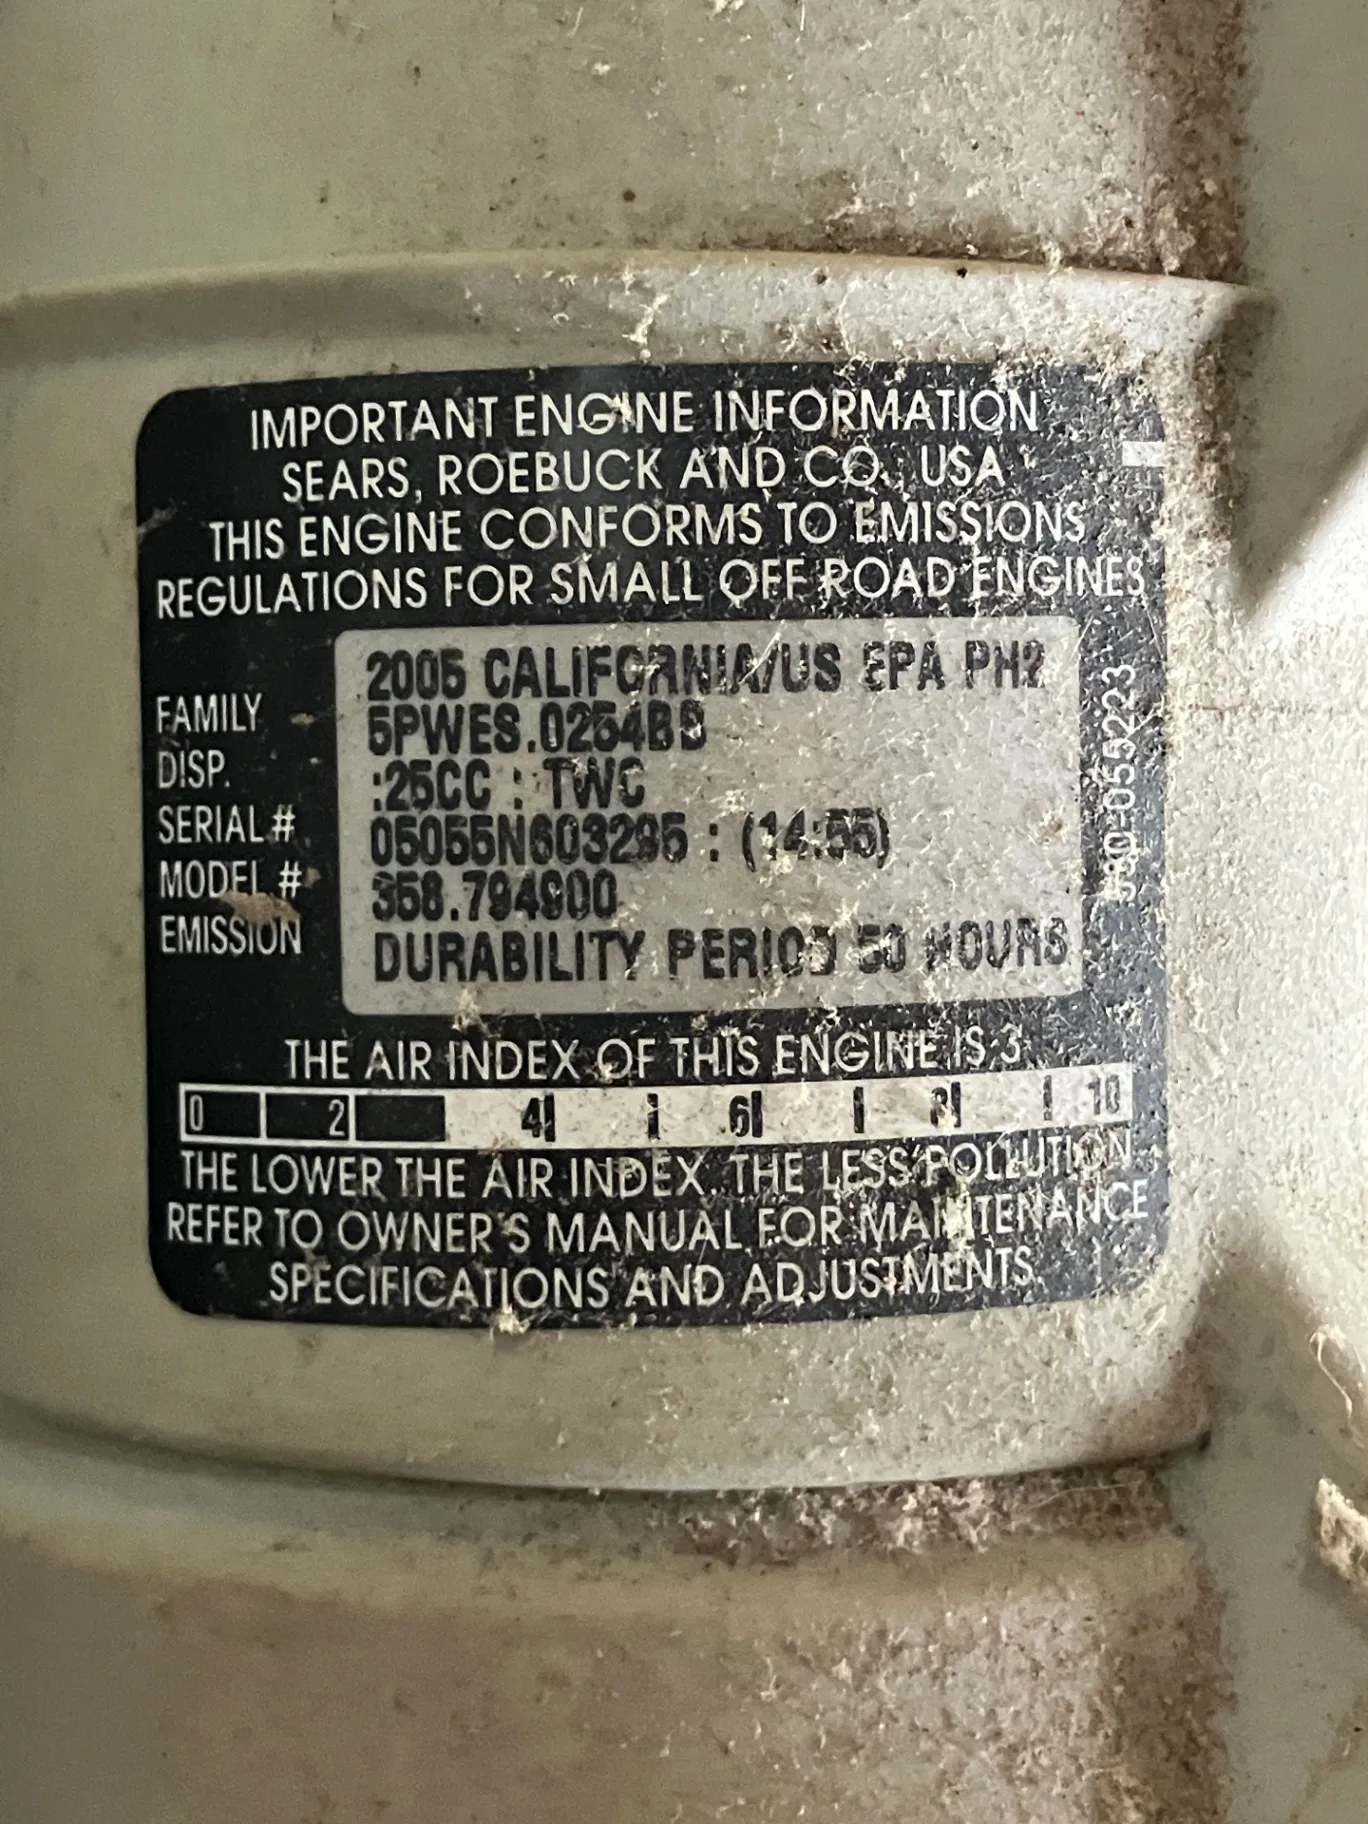 IMPORTANT ENGINE INFORMATION
SEARS, ROEBUCK AND CO., USA
THIS ENGINE CONFORMS TO EMISSIONS
REGULATIONS FOR SMALL OFF ROAD ENGINES
2005 CALIFORNIA/US EPA PH2
FAMILY 5PWES.0254BS
DISP. :25CC : TWC
SERIAL # 05055N603295 : (14:55)
MODEL # 358.794900
EMISSION DURABILITY PERIOD 50 HOURS
THE AIR INDEX OF THIS ENGINE IS 3
0 2 4 6 8 10
THE LOWER THE AIR INDEX, THE LESS POLLUTION.
REFER TO OWNER'S MANUAL FOR MAINTENANCE
SPECIFICATIONS AND ADJUSTMENTS.